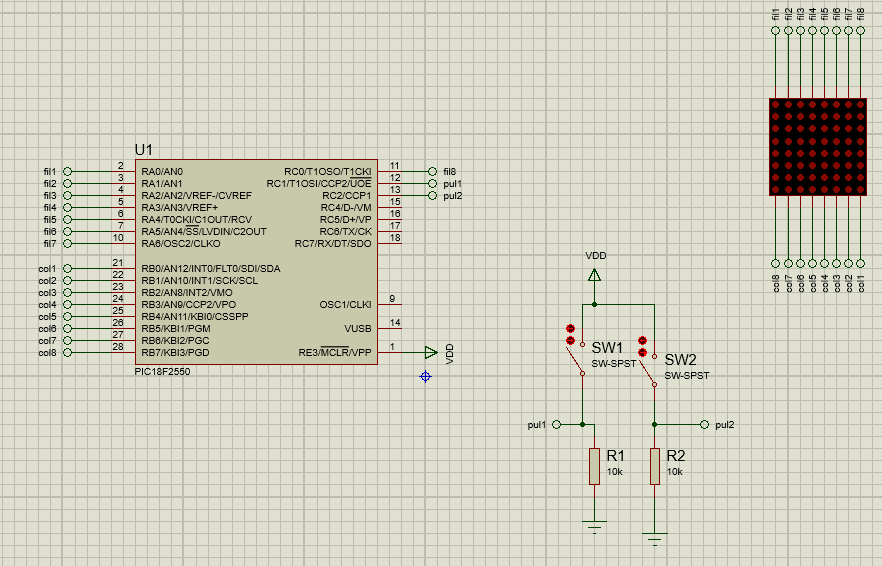 fil1 fil2 fil3 fil4 fil5 fil6 fil7 fil8
U1
fil1 2 RA0/AN0 RC0/T1OSO/T1CKI 11 fil8
fil2 3 RA1/AN1 RC1/T1OSI/CCP2/UOE 12 pul1
fil3 4 RA2/AN2/VREF-/CVREF RC2/CCP1 13 pul2
fil4 5 RA3/AN3/VREF+ RC4/D-/VM 15
fil5 6 RA4/T0CKI/C1OUT/RCV RC5/D+/VP 16
fil6 7 RA5/AN4/SS/LVDIN/C2OUT RC6/TX/CK 17
fil7 10 RA6/OSC2/CLKO RC7/RX/DT/SDO 18
col1 21 RB0/AN12/INT0/FLT0/SDI/SDA
col2 22 RB1/AN10/INT1/SCK/SCL
col3 23 RB2/AN8/INT2/VMO
col4 24 RB3/AN9/CCP2/VPO OSC1/CLKI 9
col5 25 RB4/AN11/KBI0/CSSPP
col6 26 RB5/KBI1/PGM VUSB 14
col7 27 RB6/KBI2/PGC
col8 28 RB7/KBI3/PGD RE3/MCLR/VPP 1 VDD
PIC18F2550
col8 col7 col6 col5 col4 col3 col2 col1
VDD
SW1
SW-SPST
SW2
SW-SPST
pul1
pul2
R1
10k
R2
10k